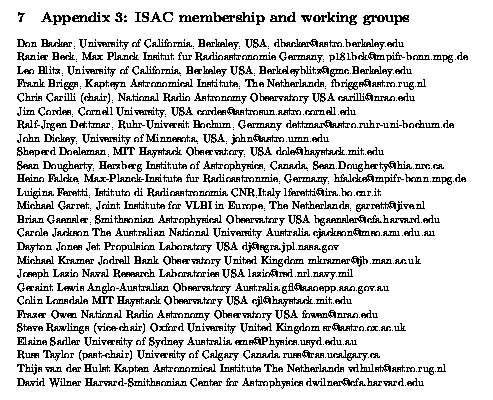 7 Appendix 3: ISAC membership and working groups
Don Backer, University of California, Berkeley, USA, dbacker@astro.berkeley.edu
Ranier Beck, Max Planck Insitut fur Radioastronomie Germany, p181bck@mpifr-bonn.mpg.de
Leo Blitz, University of California, Berkeley USA, Berkeleyblitz@gmc.Berkeley.edu
Frank Briggs, Kapteyn Astronomical Institute, The Netherlands, fbriggs@astro.rug.nl
Chris Carilli (chair), National Radio Astronomy Observatory USA carilli@nrao.edu
Jim Cordes, Cornell University, USA cordes@astrosun.astro.cornell.edu
Ralf-Jrgen Dettmar, Ruhr-Universit Bochum, Germany dettmar@astro.ruhr-uni-bochum.de
John Dickey, University of Minnesota, USA, john@astro.umn.edu
Sheperd Doeleman, MIT Haystack Observatory, USA, dole@haystack.mit.edu
Sean Dougherty, Herzberg Institute of Astrophysics, Canada, Sean.Dougherty@hia.nrc.ca
Heino Falcke, Max-Planck-Insitute fur Radioastronmie, Germany, hfalcke@mpifr-bonn.mpg.de
Luigina Feretti, Istituto di Radioastronomia CNR,Italy lferetti@ira.bo.cnr.it
Michael Garret, Joint Institute for VLBI in Europe, The Netherlands, garrett@jive.nl
Brian Gaensler, Smithsonian Astrophysical Observatory USA bgaensler@cfa.harvard.edu
Carole Jackson The Australian National University Australia cjackson@mso.anu.edu.au
Dayton Jones Jet Propulsion Laboratory USA dj@sgra.jpl.nasa.gov
Michael Kramer Jodrell Bank Observatory United Kingdom mkramer@jb.man.ac.uk
Joseph Lazio Naval Research Laboratories USA lazio@rsd.nrl.navy.mil
Geraint Lewis Anglo-Australian Observatory Australia gfl@aaoepp.aao.gov.au
Colin Lonsdale MIT Haystack Observatory USA cjl@haystack.mit.edu
Frazer Owen National Radio Astronomy Observatory USA fowen@nrao.edu
Steve Rawlings (vice-chair) Oxford University United Kingdom sr@astro.ox.ac.uk
Elaine Sadler University of Sydney Australia ems@Physics.usyd.edu.au
Russ Taylor (past-chair) University of Calgary Canada russ@ras.ucalgary.ca
Thijs van der Hulst Kapten Astronomical Institute The Netherlands vdhulst@astro.rug.nl
David Wilner Harvard-Smithsonian Center for Astrophysics dwilner@cfa.harvard.edu